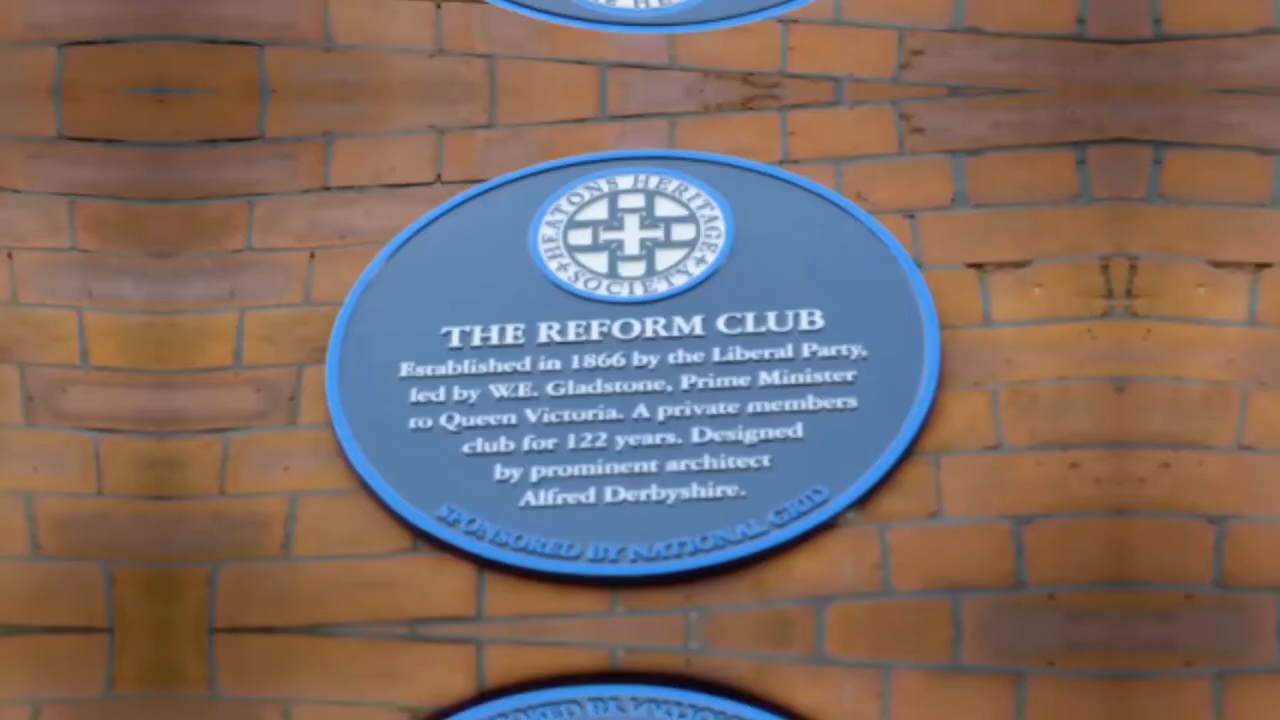 HEATONS HERITAGE
SOCIETY
THE REFORM CLUB
Established in 1866 by the Liberal Party,
led by W.E. Gladstone, Prime Minister
to Queen Victoria. A private members
club for 122 years. Designed
by prominent architect
Alfred Derbyshire.
SPONSORED BY NATIONAL GRID